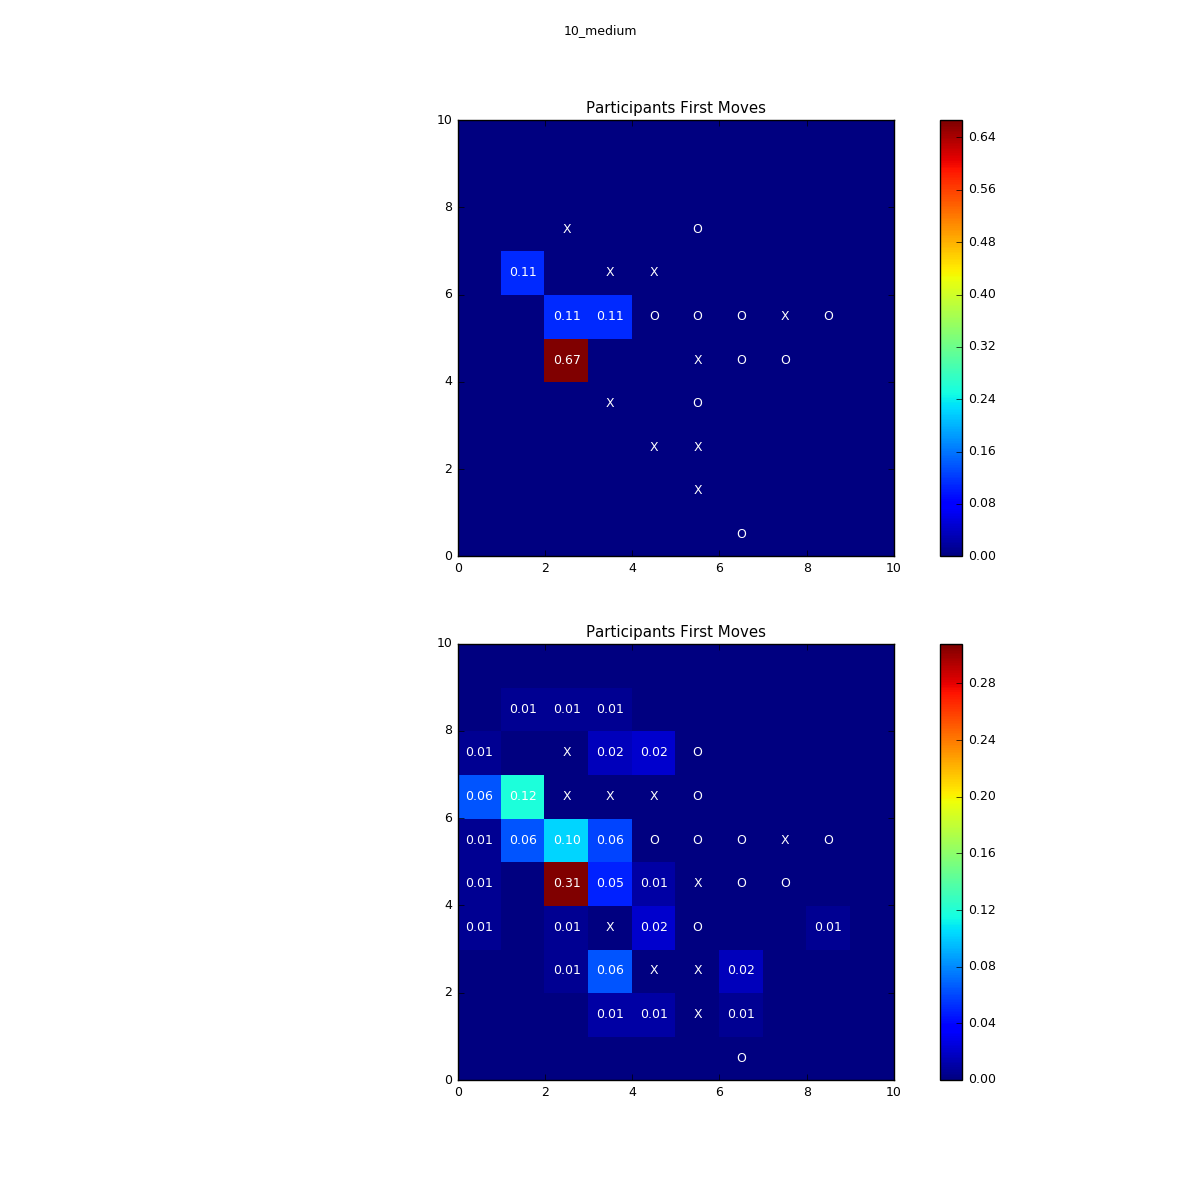 10_medium
Participants First Moves
10
8
6
4
2
0
X O
0.11 X X
0.11 0.11 O O O X O
0.67 X O O
X O
X X
X
O
0 2 4 6 8 10
0.64
0.56
0.48
0.40
0.32
0.24
0.16
0.08
0.00
Participants First Moves
10
8
6
4
2
0
0.01 0.01 0.01
0.01 X 0.02 0.02 O
0.06 0.12 X X X O
0.01 0.06 0.10 0.06 O O O X O
0.01 0.31 0.05 0.01 X O O
0.01 0.01 X 0.02 O 0.01
0.01 0.06 X X 0.02
0.01 0.01 X 0.01
O
0 2 4 6 8 10
0.28
0.24
0.20
0.16
0.12
0.08
0.04
0.00